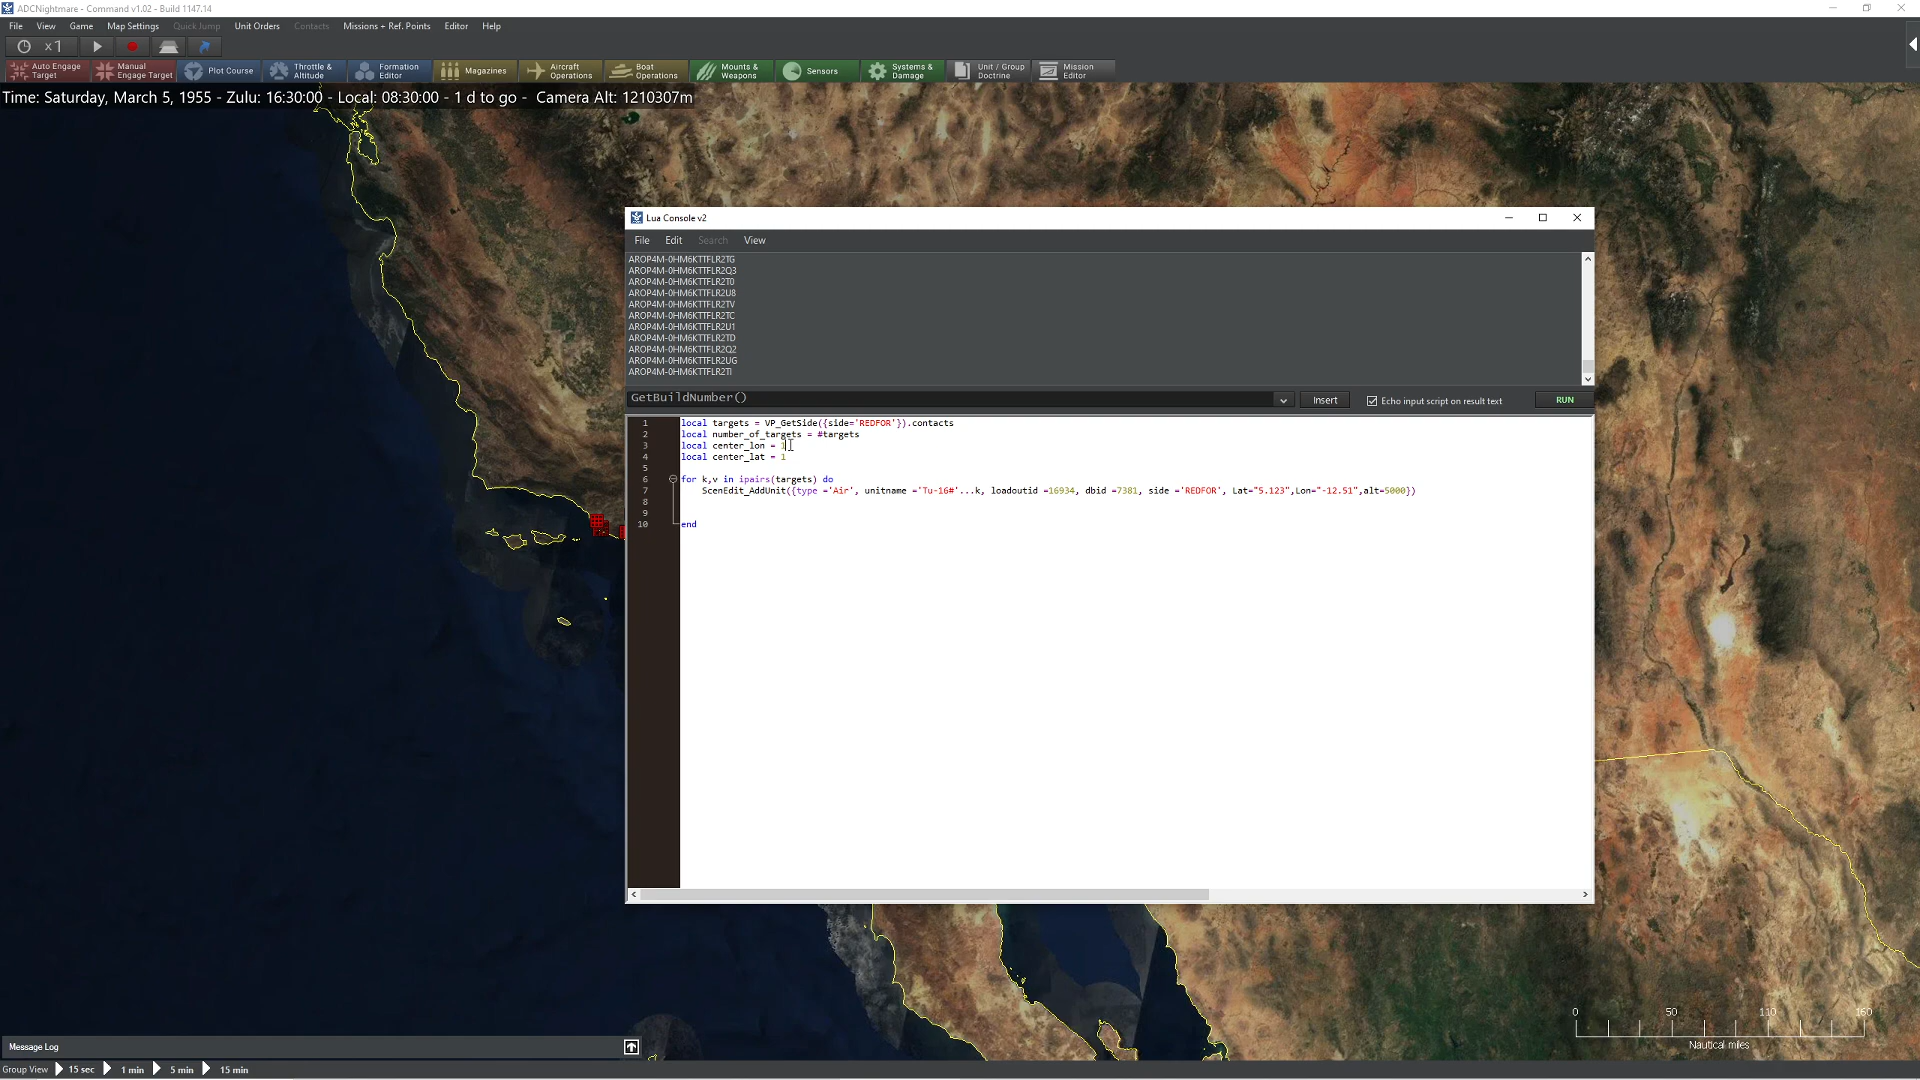 ADCNightmare - Command v1.02 - Build 1147.14
File View Game Map Settings Quick Jump Unit Orders Contacts Missions + Ref. Points Editor Help
x1
Auto Engage Target
Manual Engage Target
Plot Course
Throttle & Altitude
Formation Editor
Magazines
Aircraft Operations
Boat Operations
Mounts & Weapons
Sensors
Systems & Damage
Unit / Group Doctrine
Mission Editor
Time: Saturday, March 5, 1955 - Zulu: 16:30:00 - Local: 08:30:00 - 1 d to go - Camera Alt: 1210307m
Lua Console v2
File Edit Search View
AROP4M-0HM6KTTFLR2TG
AROP4M-0HM6KTTFLR2Q3
AROP4M-0HM6KTTFLR2T0
AROP4M-0HM6KTTFLR2U8
AROP4M-0HM6KTTFLR2TV
AROP4M-0HM6KTTFLR2TC
AROP4M-0HM6KTTFLR2U1
AROP4M-0HM6KTTFLR2TD
AROP4M-0HM6KTTFLR2Q2
AROP4M-0HM6KTTFLR2UG
AROP4M-0HM6KTTFLR2TI
GetBuildNumber() Insert Echo input script on result text RUN
1 local targets = VP_GetSide({side='REDFOR'}).contacts
2 local number_of_targets = #targets
3 local center_lon = 1
4 local center_lat = 1
5
6 for k,v in ipairs(targets) do
7 ScenEdit_AddUnit({type ='Air', unitname ='Tu-16#'...k, loadoutid =16934, dbid =7381, side ='REDFOR', Lat="5.123",Lon="-12.51",alt=5000})
8
9
10 end
0 50 110 160
Nautical miles
Message Log
Group View 15 sec 1 min 5 min 15 min